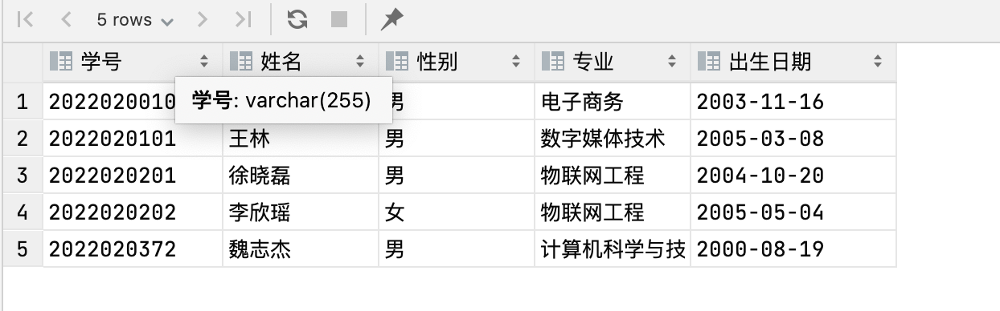 5 rows
学号 姓名 性别 专业 出生日期
学号: varchar(255)
1 2022020010 男 电子商务 2003-11-16
2 2022020101 王林 男 数字媒体技术 2005-03-08
3 2022020201 徐晓磊 男 物联网工程 2004-10-20
4 2022020202 李欣瑶 女 物联网工程 2005-05-04
5 2022020372 魏志杰 男 计算机科学与技 2000-08-19